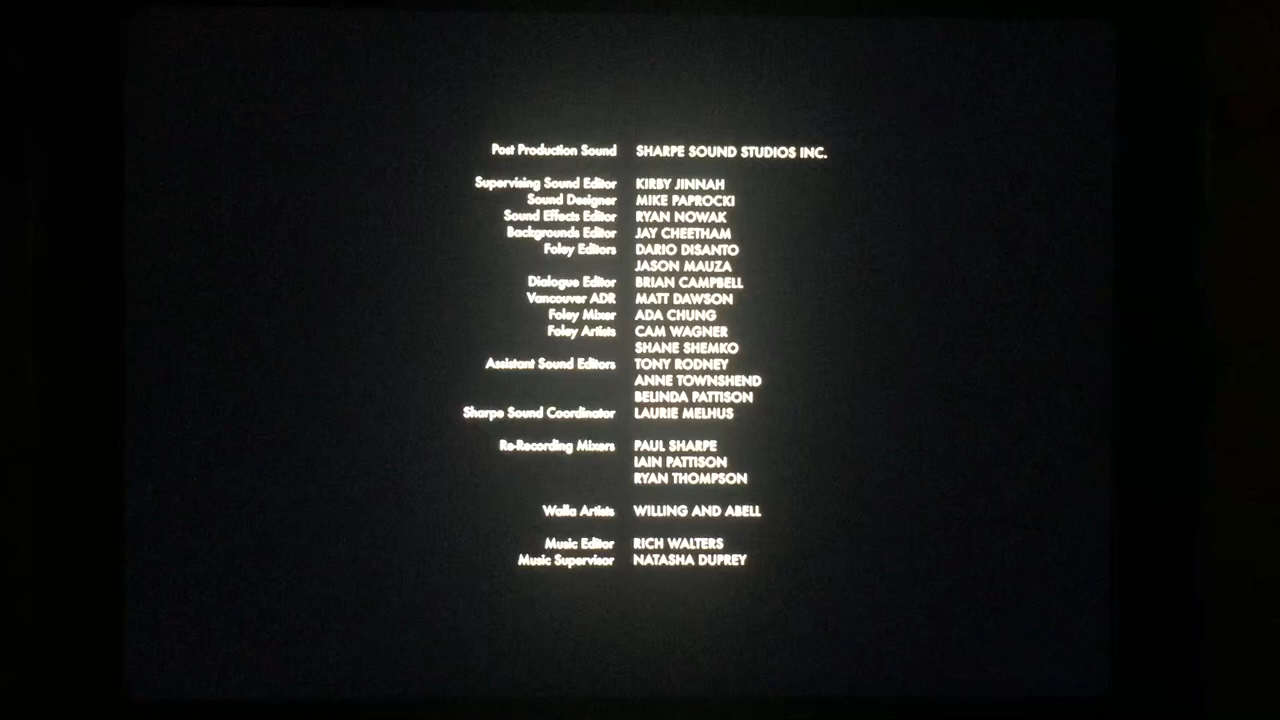 Post Production Sound SHARPE SOUND STUDIOS INC.
Supervising Sound Editor KIRBY JINNAH
Sound Designer MIKE PAPROCKI
Sound Effects Editor RYAN NOWAK
Backgrounds Editor JAY CHEETHAM
Foley Editors DARIO DISANTO
JASON MAUZA
Dialogue Editor BRIAN CAMPBELL
Vancouver ADR MATT DAWSON
Foley Mixer ADA CHUNG
Foley Artists CAM WAGNER
SHANE SHEMKO
Assistant Sound Editors TONY RODNEY
ANNE TOWNSHEND
BELINDA PATTISON
Sharpe Sound Coordinator LAURIE MELHUS
Re-Recording Mixers PAUL SHARPE
IAIN PATTISON
RYAN THOMPSON
Walla Artists WILLING AND ABELL
Music Editor RICH WALTERS
Music Supervisor NATASHA DUPREY